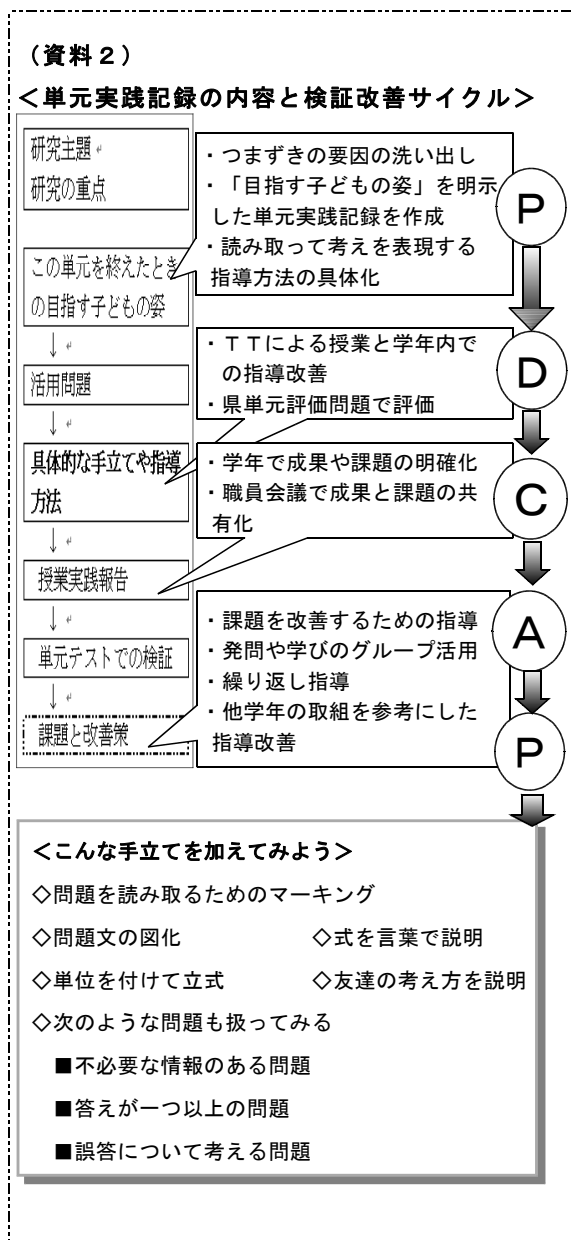 （資料２）
＜単元実践記録の内容と検証改善サイクル＞
研究主題
研究の重点
この単元を終えたとき
の目指す子どもの姿
↓
活用問題
↓
具体的な手立てや指導
方法
↓
授業実践報告
↓
単元テストでの検証
↓
課題と改善策
・つまずきの要因の洗い出し
・「目指す子どもの姿」を明示
した単元実践記録を作成
・読み取って考えを表現する
指導方法の具体化
P
・ＴＴによる授業と学年内で
の指導改善
・県単元評価問題で評価
D
・学年で成果や課題の明確化
・職員会議で成果と課題の共
有化
C
・課題を改善するための指導
・発問や学びのグループ活用
・繰り返し指導
・他学年の取組を参考にした
指導改善
A
P
＜こんな手立てを加えてみよう＞
◇問題を読み取るためのマーキング
◇問題文の図化　◇式を言葉で説明
◇単位を付けて立式　◇友達の考え方を説明
◇次のような問題も扱ってみる
■不必要な情報のある問題
■答えが一つ以上の問題
■誤答について考える問題